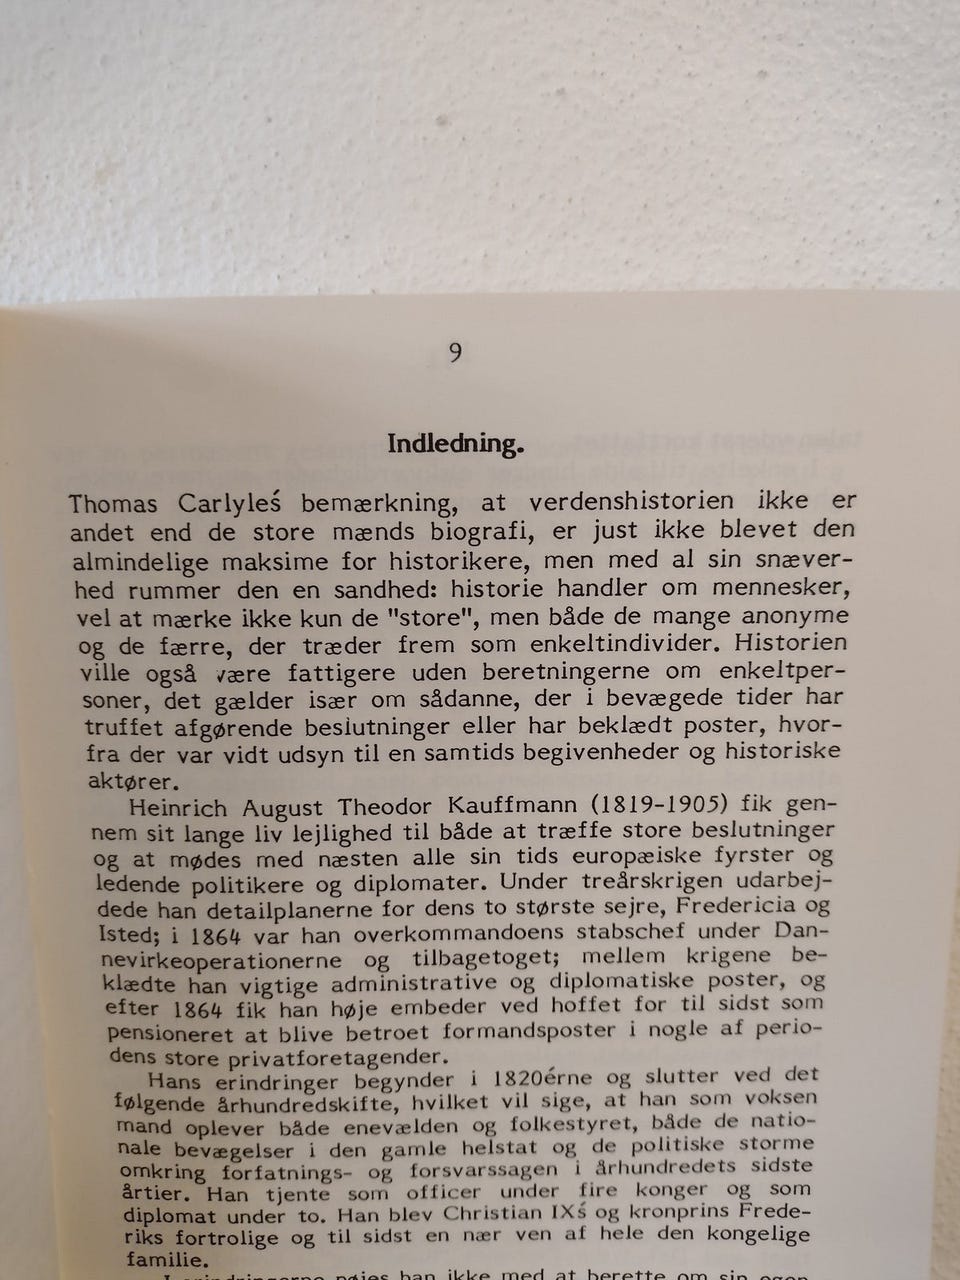 9
Indledning.
Thomas Carlyleś bemærkning, at verdenshistorien ikke er
andet end de store mænds biografi, er just ikke blevet den
almindelige maksime for historikere, men med al sin snæver-
hed rummer den en sandhed: historie handler om mennesker,
vel at mærke ikke kun de "store", men både de mange anonyme
og de færre, der træder frem som enkeltindivider. Historien
ville også være fattigere uden beretningerne om enkeltper-
soner, det gælder især om sådanne, der i bevægede tider har
truffet afgørende beslutninger eller har beklædt poster, hvor-
fra der var vidt udsyn til en samtids begivenheder og historiske
aktører.
Heinrich August Theodor Kauffmann (1819-1905) fik gen-
nem sit lange liv lejlighed til både at træffe store beslutninger
og at mødes med næsten alle sin tids europæiske fyrster og
ledende politikere og diplomater. Under treårskrigen udarbej-
dede han detailplanerne for dens to største sejre, Fredericia og
Isted; i 1864 var han overkommandoens stabschef under Dan-
nevirkeoperationerne og tilbagetoget; mellem krigene be-
klædte han vigtige administrative og diplomatiske poster, og
efter 1864 fik han høje embeder ved hoffet for til sidst som
pensioneret at blive betroet formandsposter i nogle af perio-
dens store privatforetagender.
Hans erindringer begynder i 1820érne og slutter ved det
følgende århundredskifte, hvilket vil sige, at han som voksen
mand oplever både enevælden og folkestyret, både de natio-
nale bevægelser i den gamle helstat og de politiske storme
omkring forfatnings- og forsvarssagen i århundredets sidste
årtier. Han tjente som officer under fire konger og som
diplomat under to. Han blev Christian IXś og kronprins Frede-
riks fortrolige og til sidst en nær ven af hele den kongelige
familie.
I erindringerne nøjes han ikke med at berette om sin egen